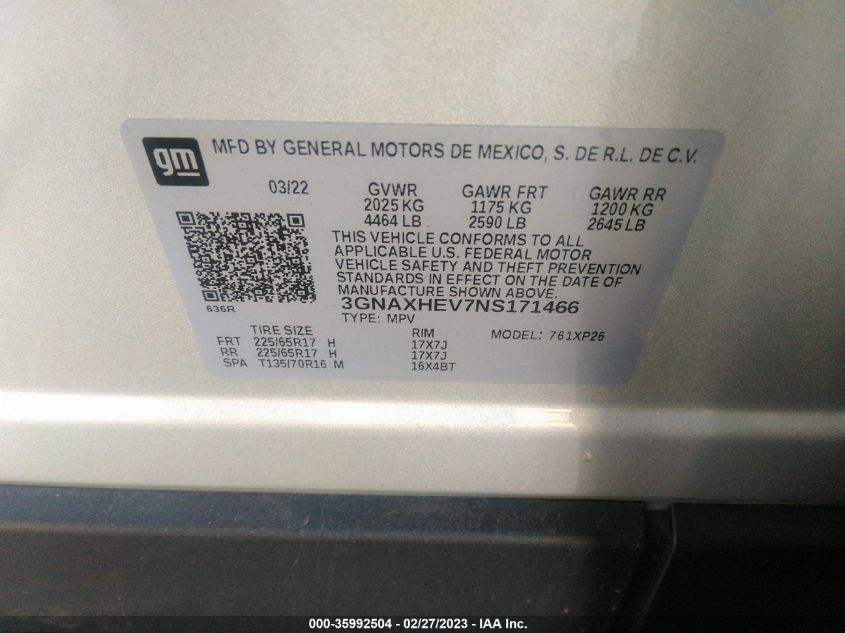 gm
MFD BY GENERAL MOTORS DE MEXICO, S. DE R.L. DE C.V.
03/22 GVWR GAWR FRT GAWR RR
2025 KG 1175 KG 1200 KG
4464 LB 2590 LB 2645 LB
THIS VEHICLE CONFORMS TO ALL
APPLICABLE U.S. FEDERAL MOTOR
VEHICLE SAFETY AND THEFT PREVENTION
STANDARDS IN EFFECT ON THE DATE OF
MANUFACTURE SHOWN ABOVE.
636R
3GNAXHEV7NS171466
TYPE: MPV
TIRE SIZE RIM MODEL: 761XP26
FRT 225/65R17 H 17X7J
RR 225/65R17 H 17X7J
SPA T135/70R16 M 16X4BT
000-35992504 - 02/27/2023 - IAA Inc.